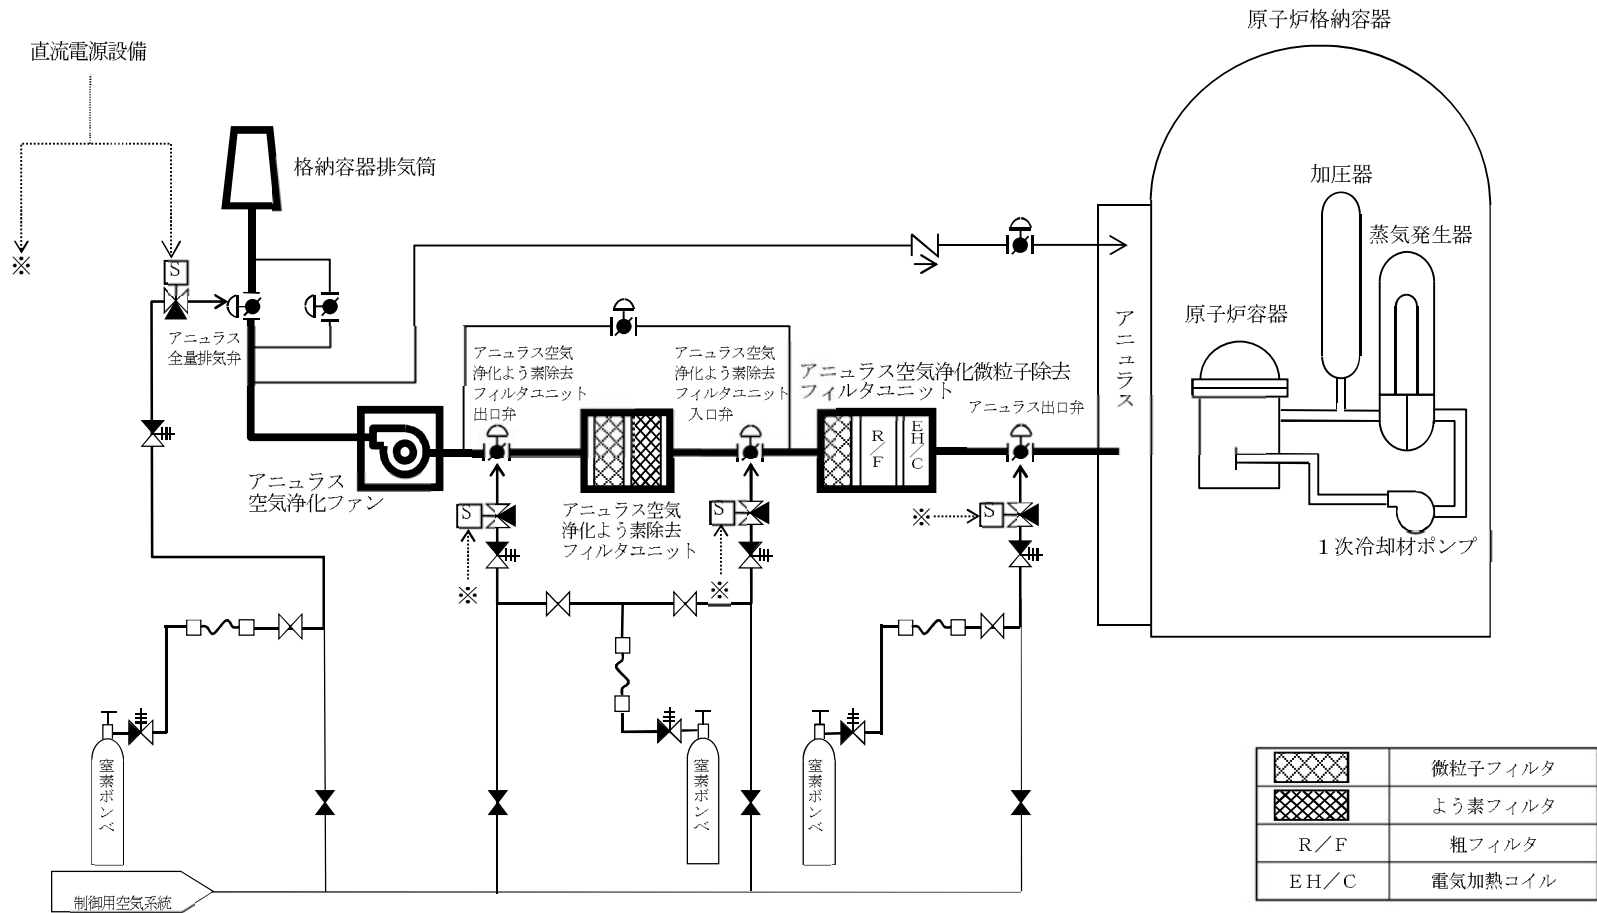 原子炉格納容器
直流電源設備
格納容器排気筒
加圧器
蒸気発生器
※
S
アニュラス
全量排気弁
アニュラス
原子炉容器
アニュラス空気
浄化よう素除去
フィルタユニット
出口弁
アニュラス空気
浄化よう素除去
フィルタユニット
入口弁
アニュラス空気浄化微粒子除去
フィルタユニット
アニュラス出口弁
R/F
EH/C
アニュラス
空気浄化ファン
アニュラス空気
浄化よう素除去
フィルタユニット
S
※
S
※
※
S
1次冷却材ポンプ
窒素ボンベ
窒素ボンベ
窒素ボンベ
制御用空気系統
微粒子フィルタ
よう素フィルタ
R/F 粗フィルタ
EH/C 電気加熱コイル